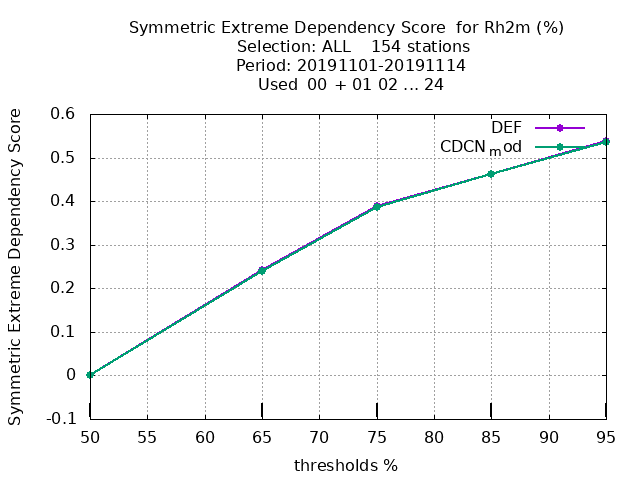 Symmetric Extreme Dependency Score  for Rh2m (%)
Selection: ALL    154 stations
Period: 20191101-20191114
Used  00 + 01 02 ... 24
Symmetric Extreme Dependency Score
0.6
0.5
0.4
0.3
0.2
0.1
0
-0.1
DEF
CDCNmod
50 55 60 65 70 75 80 85 90 95
thresholds %